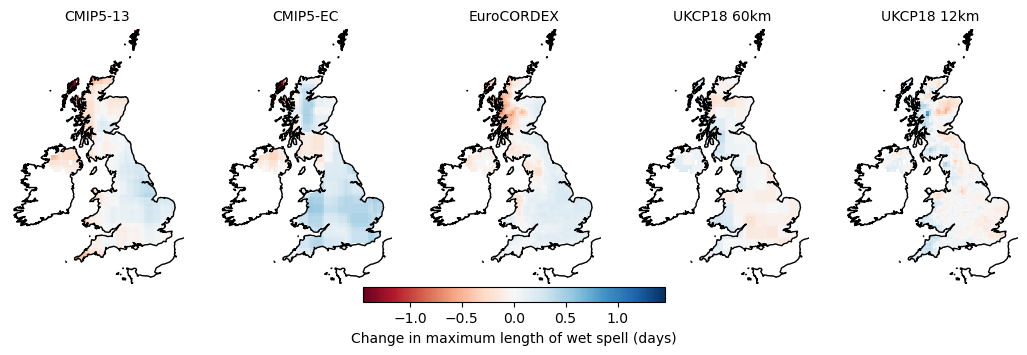 CMIP5-13 CMIP5-EC EuroCORDEX UKCP18 60km UKCP18 12km
−1.0 −0.5 0.0 0.5 1.0
Change in maximum length of wet spell (days)